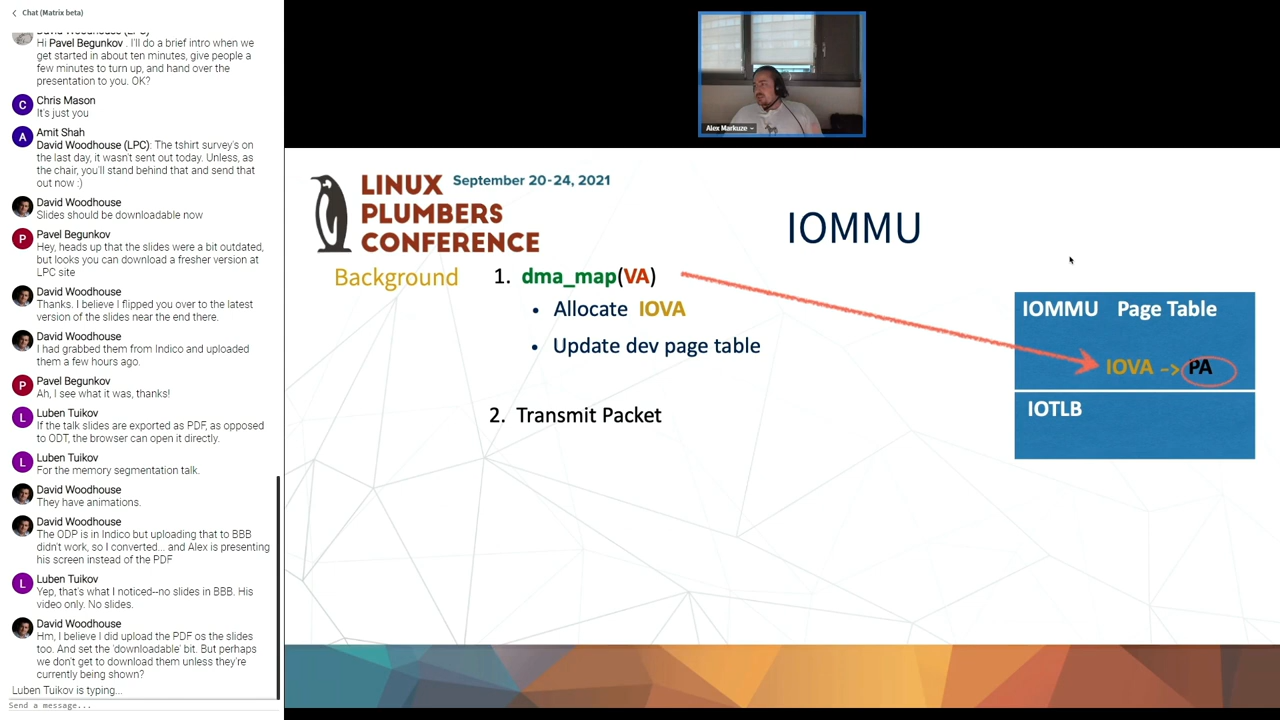 Chat (Matrix beta)
David Woodhouse (LPC)
Hi Pavel Begunkov . I'll do a brief intro when we
get started in about ten minutes, give people a
few minutes to turn up, and hand over the
presentation to you. OK?
C
Chris Mason
It's just you
A
Amit Shah
David Woodhouse (LPC): The tshirt survey's on
the last day, it wasn't sent out today. Unless, as
the chair, you'll stand behind that and send that
out now :)
David Woodhouse
Slides should be downloadable now
P
Pavel Begunkov
Hey, heads up that the slides were a bit outdated,
but looks you can download a fresher version at
LPC site
David Woodhouse
Thanks. I believe I flipped you over to the latest
version of the slides near the end there.
David Woodhouse
I had grabbed them from Indico and uploaded
them a few hours ago.
P
Pavel Begunkov
Ah, I see what it was, thanks!
L
Luben Tuikov
If the talk slides are exported as PDF, as opposed
to ODT, the browser can open it directly.
L
Luben Tuikov
For the memory segmentation talk.
David Woodhouse
They have animations.
David Woodhouse
The ODP is in Indico but uploading that to BBB
didn't work, so I converted... and Alex is presenting
his screen instead of the PDF
L
Luben Tuikov
Yep, that's what I noticed--no slides in BBB. His
video only. No slides.
David Woodhouse
Hm, I believe I did upload the PDF os the slides
too. And set the 'downloadable' bit. But perhaps
we don't get to download them unless they're
currently being shown?
Luben Tuikov is typing...
Send a message...
Alex Markuze
LINUX
PLUMBERS
CONFERENCE
September 20-24, 2021
IOMMU
Background
1. dma_map(VA)
• Allocate IOVA
• Update dev page table
2. Transmit Packet
IOMMU Page Table
IOVA -> PA
IOTLB